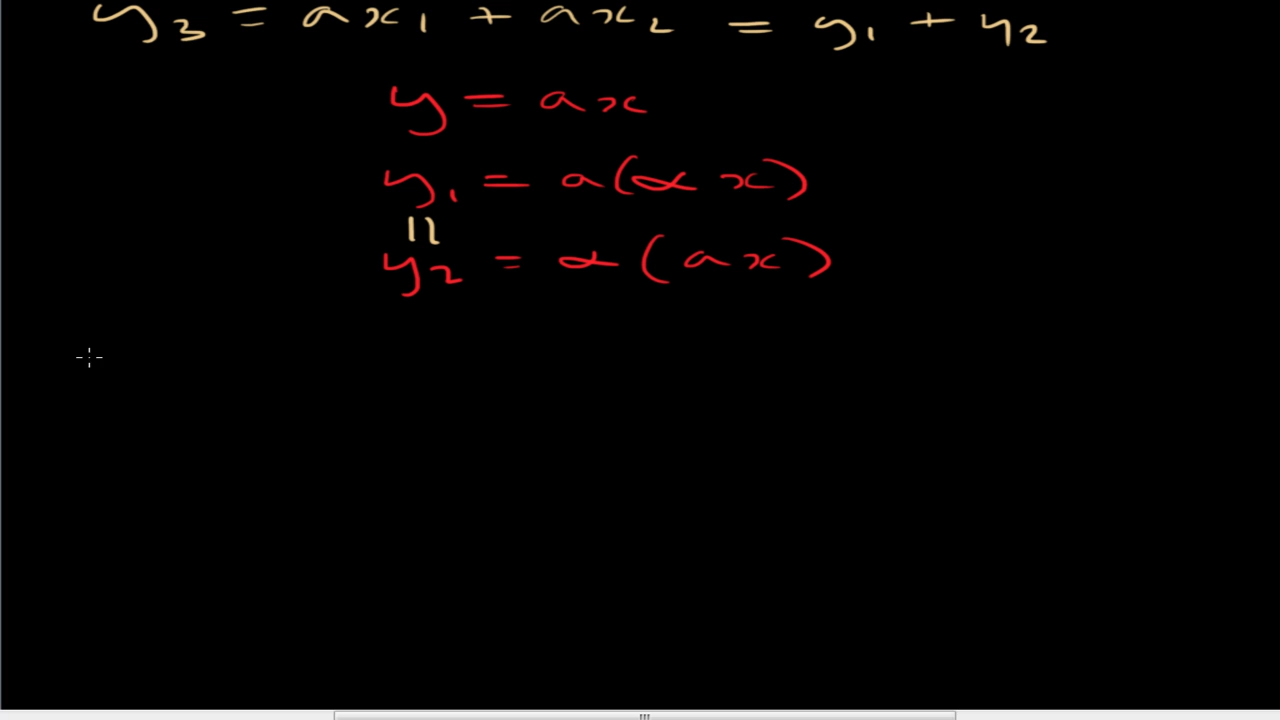 y₃ = ax₁ + ax₂ = y₁ + y₂
y = ax
y₁ = a(αx)
||
y₂ = α(ax)